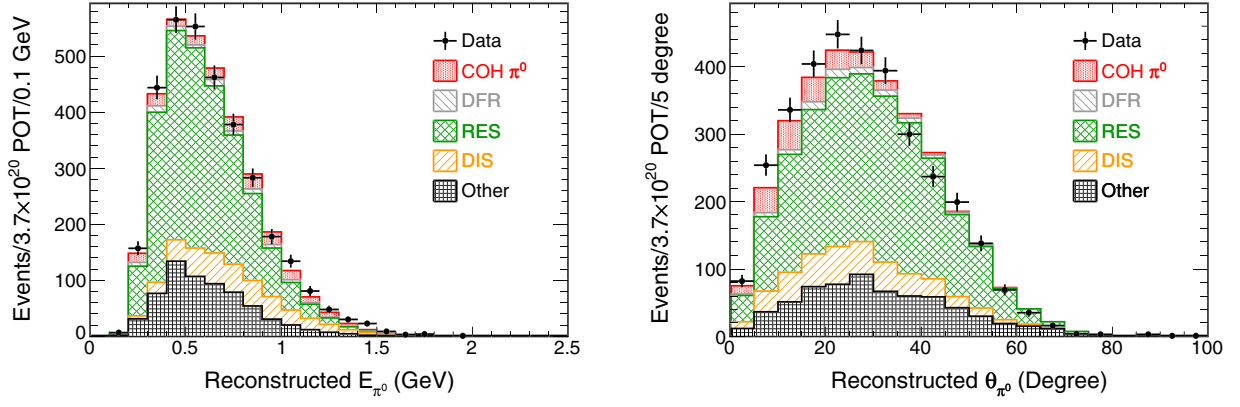 Events/3.7×10²⁰ POT/0.1 GeV
500
400
300
200
100
0
Data
COH π⁰
DFR
RES
DIS
Other
0 0.5 1 1.5 2 2.5
Reconstructed E_π⁰ (GeV)
Events/3.7×10²⁰ POT/5 degree
400
300
200
100
0
Data
COH π⁰
DFR
RES
DIS
Other
0 20 40 60 80 100
Reconstructed θ_π⁰ (Degree)